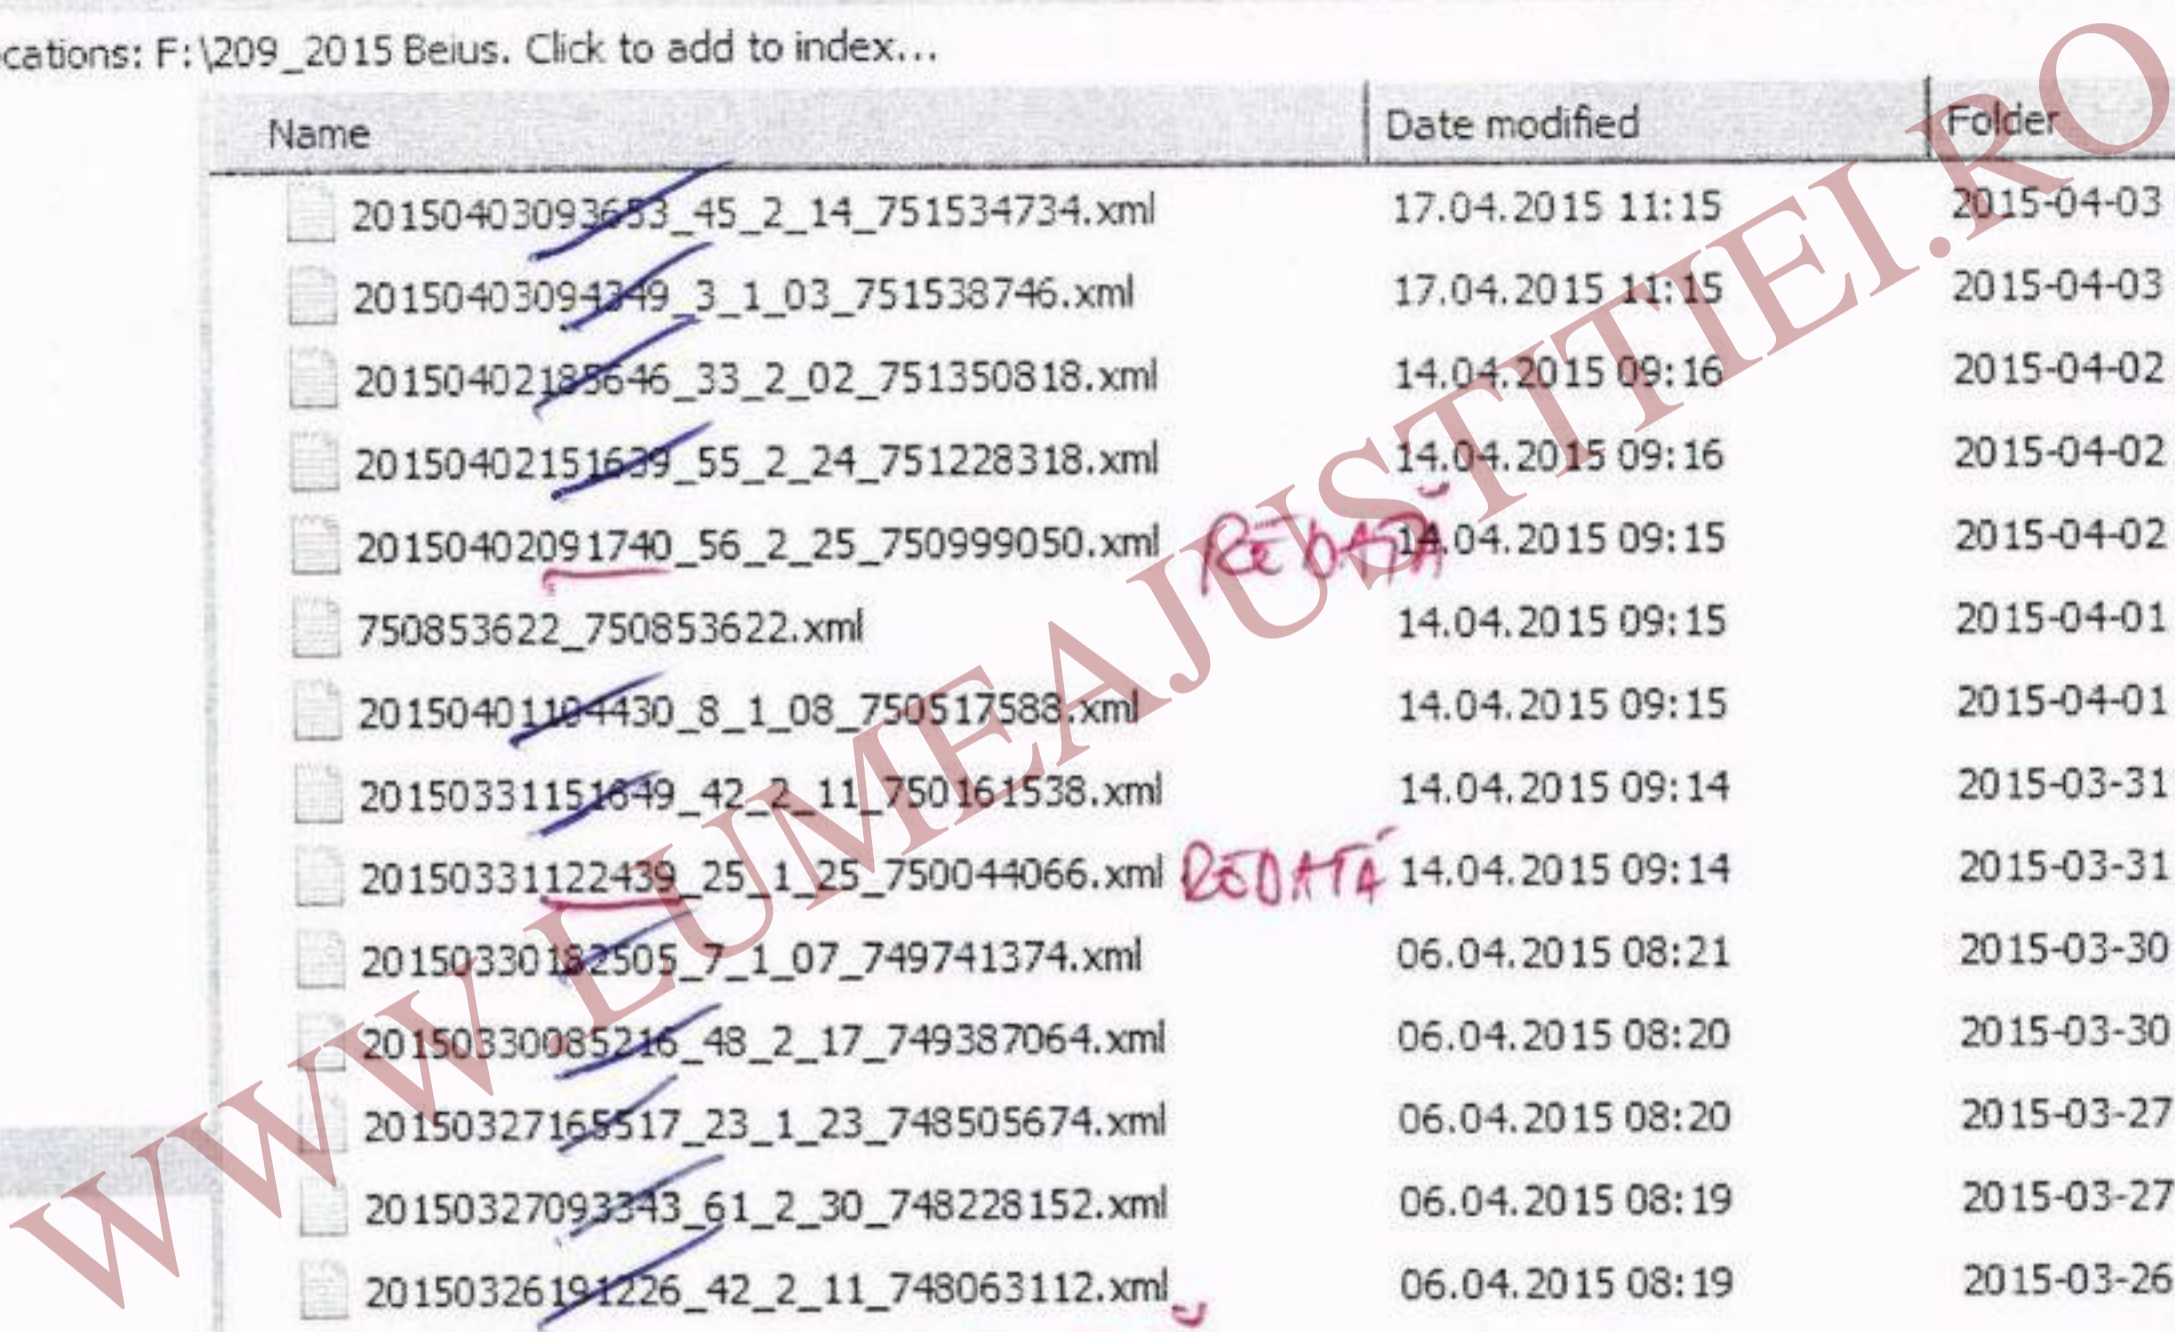 cations: F:\209_2015 Beius. Click to add to index...
Name Date modified Folder
20150403093653_45_2_14_751534734.xml 17.04.2015 11:15 2015-04-03
20150403094349_3_1_03_751538746.xml 17.04.2015 11:15 2015-04-03
20150402185646_33_2_02_751350818.xml 14.04.2015 09:16 2015-04-02
20150402151639_55_2_24_751228318.xml 14.04.2015 09:16 2015-04-02
20150402091740_56_2_25_750999050.xml REDATĂ 14.04.2015 09:15 2015-04-02
750853622_750853622.xml 14.04.2015 09:15 2015-04-01
20150401104430_8_1_08_750517588.xml 14.04.2015 09:15 2015-04-01
20150331151849_42_2_11_750161538.xml 14.04.2015 09:14 2015-03-31
20150331122439_25_1_25_750044066.xml REDATĂ 14.04.2015 09:14 2015-03-31
20150330182505_7_1_07_749741374.xml 06.04.2015 08:21 2015-03-30
20150330085216_48_2_17_749387064.xml 06.04.2015 08:20 2015-03-30
20150327165517_23_1_23_748505674.xml 06.04.2015 08:20 2015-03-27
20150327093343_61_2_30_748228152.xml 06.04.2015 08:19 2015-03-27
20150326191226_42_2_11_748063112.xml 06.04.2015 08:19 2015-03-26
WWW.LUMEAJUSTITIEI.RO